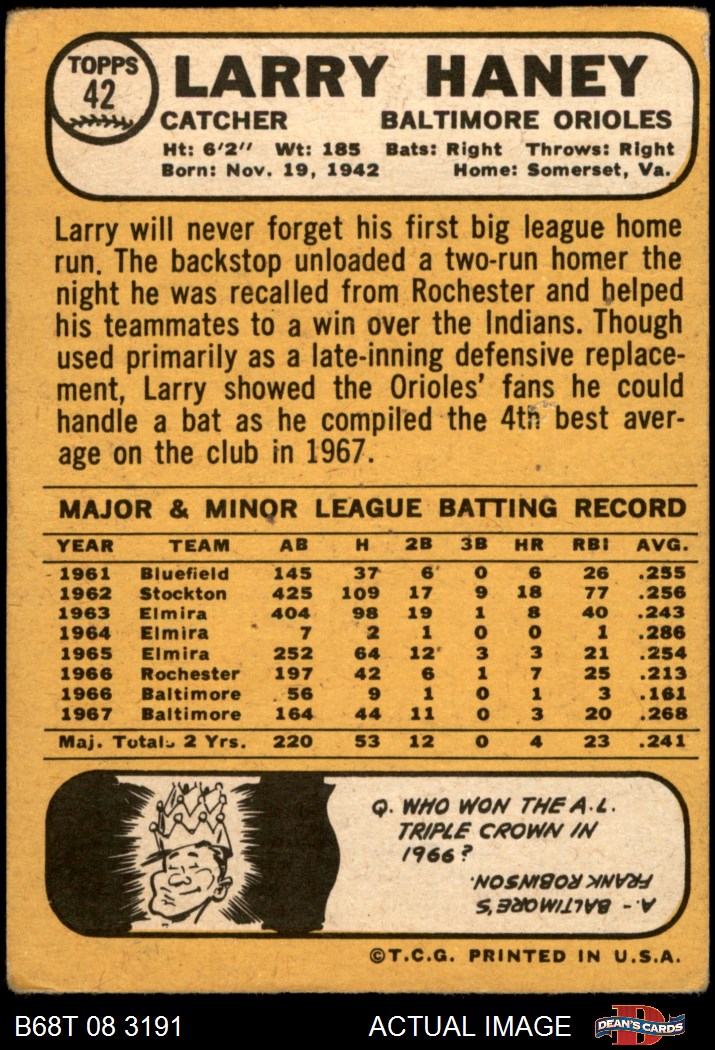 TOPPS
42
LARRY HANEY
CATCHER BALTIMORE ORIOLES
Ht: 6'2" Wt: 185 Bats: Right Throws: Right
Born: Nov. 19, 1942 Home: Somerset, Va.
Larry will never forget his first big league home
run. The backstop unloaded a two-run homer the
night he was recalled from Rochester and helped
his teammates to a win over the Indians. Though
used primarily as a late-inning defensive replace-
ment, Larry showed the Orioles' fans he could
handle a bat as he compiled the 4th best aver-
age on the club in 1967.
MAJOR & MINOR LEAGUE BATTING RECORD
YEAR TEAM AB H 2B 3B HR RBI AVG.
1961 Bluefield 145 37 6 0 6 26 .255
1962 Stockton 425 109 17 9 18 77 .256
1963 Elmira 404 98 19 1 8 40 .243
1964 Elmira 7 2 1 0 0 1 .286
1965 Elmira 252 64 12 3 3 21 .254
1966 Rochester 197 42 6 1 7 25 .213
1966 Baltimore 56 9 1 0 1 3 .161
1967 Baltimore 164 44 11 0 3 20 .268
Maj. Totals 2 Yrs. 220 53 12 0 4 23 .241
Q. WHO WON THE A.L.
TRIPLE CROWN IN
1966?
A.- BALTIMORE'S
FRANK ROBINSON.
©T.C.G. PRINTED IN U.S.A.
B68T 08 3191 ACTUAL IMAGE DEAN'S CARDS